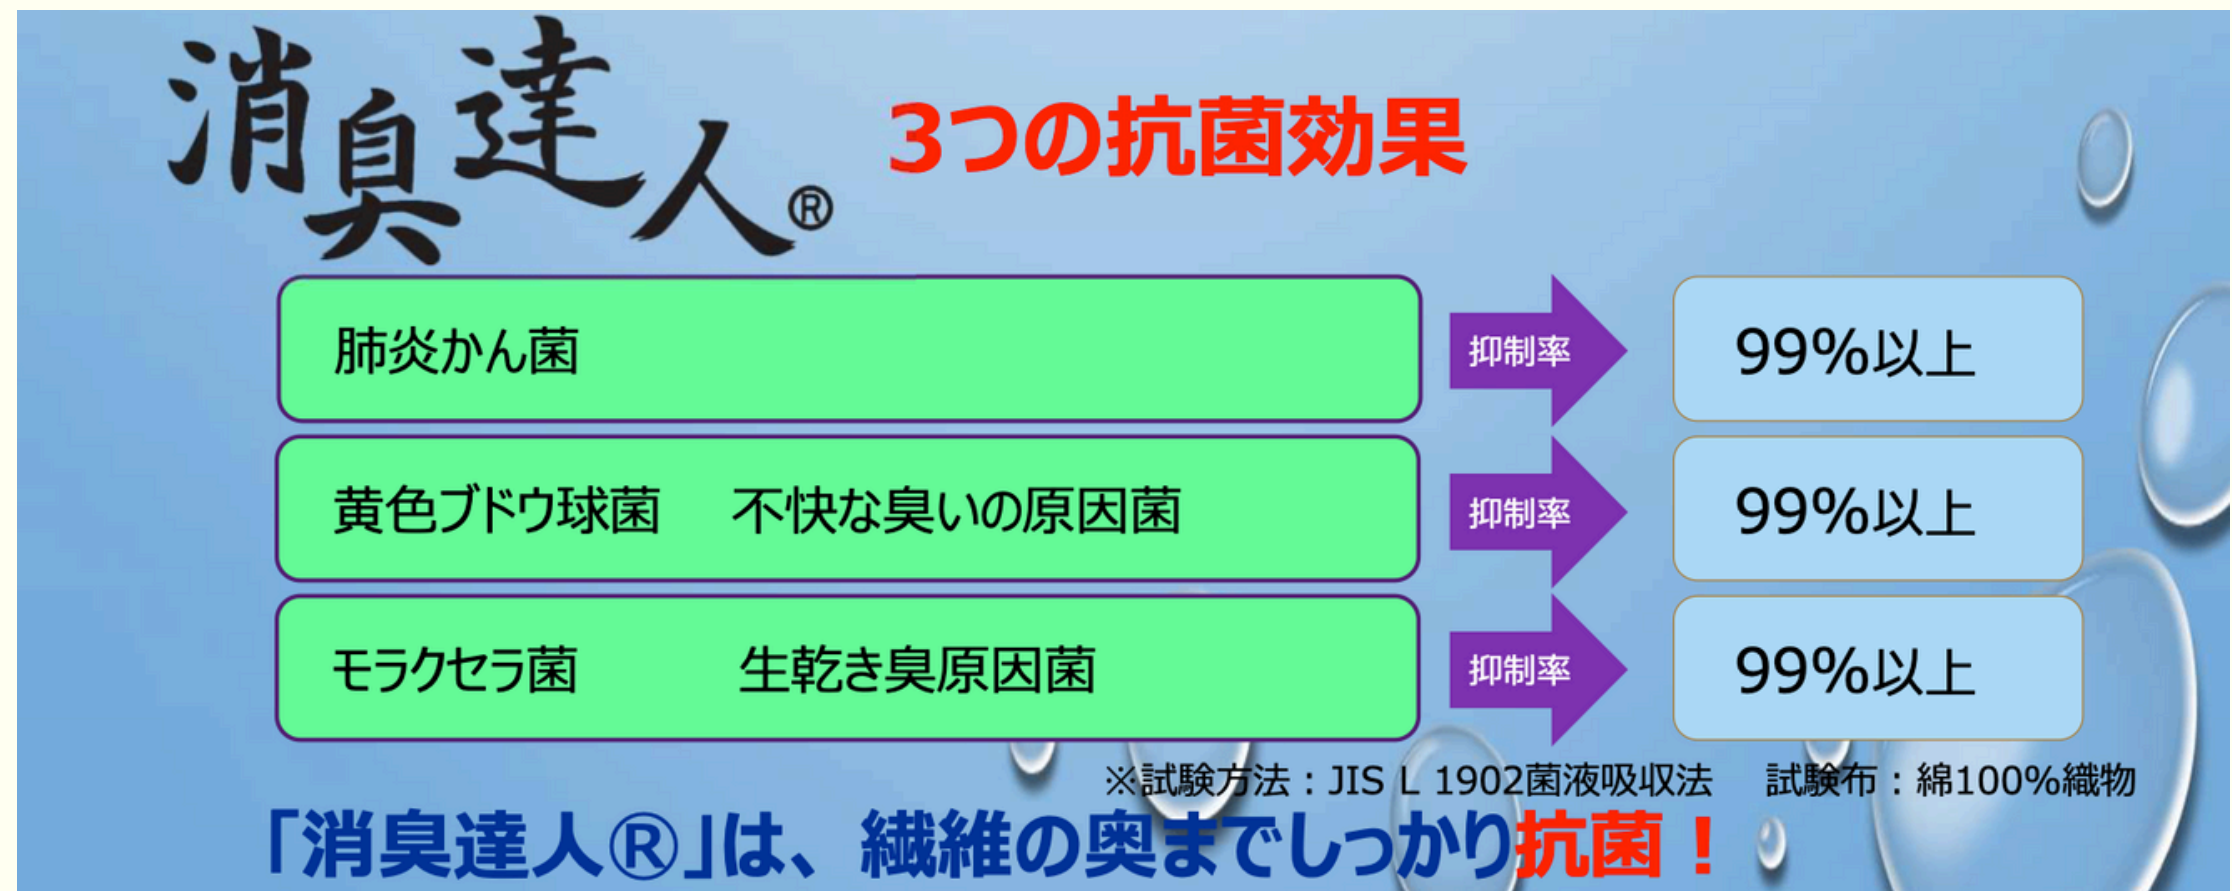 消臭達人®
3つの抗菌効果
肺炎かん菌
抑制率
99%以上
黄色ブドウ球菌 不快な臭いの原因菌
抑制率
99%以上
モラクセラ菌 生乾き臭原因菌
抑制率
99%以上
※試験方法：JIS L 1902菌液吸収法 試験布：綿100%織物
「消臭達人®」は、繊維の奥までしっかり抗菌！